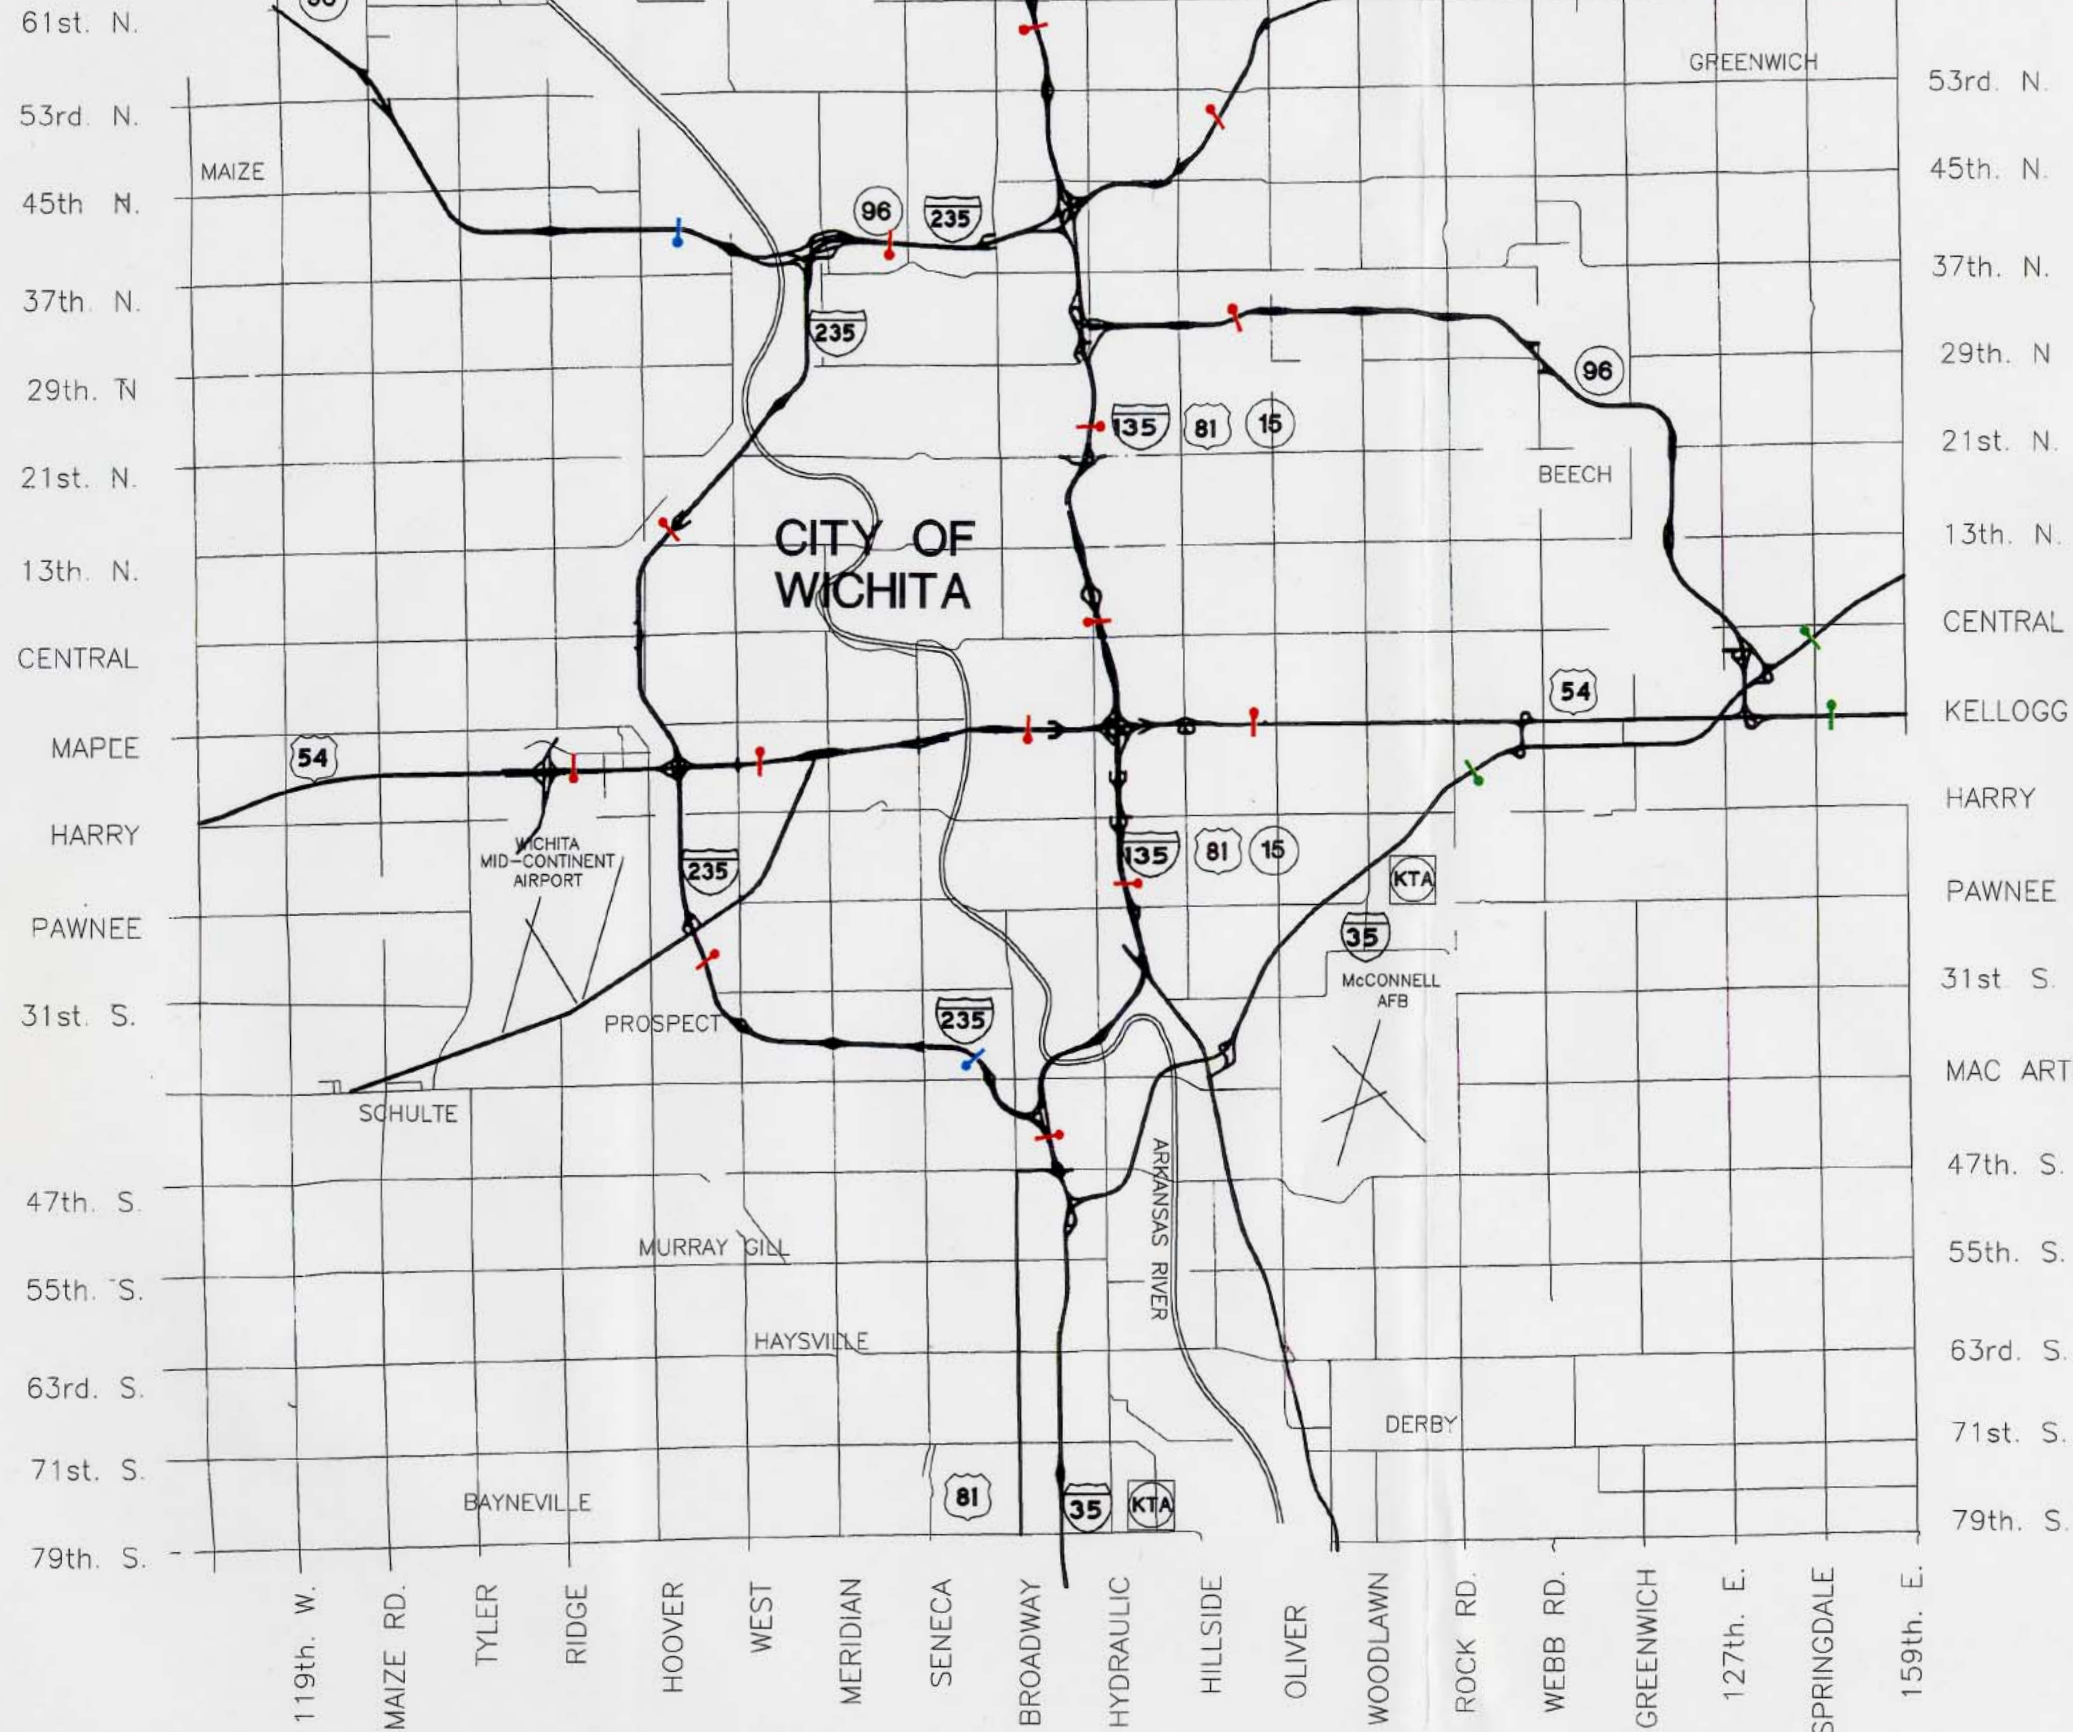 61st. N.
GREENWICH
53rd. N.
53rd. N.
MAIZE
45th. N.
45th N.
96
235
37th. N.
37th. N.
235
29th. N
29th. N
96
135
81
15
21st. N.
21st. N.
BEECH
CITY OF
WICHITA
13th. N.
13th. N.
CENTRAL
CENTRAL
54
KELLOGG
MAPLE
54
HARRY
HARRY
WICHITA
MID-CONTINENT
AIRPORT
235
135
81
15
KTA
PAWNEE
PAWNEE
35
McCONNELL
AFB
31st S.
31st. S.
PROSPECT
235
MAC ART
SCHULTE
ARKANSAS RIVER
47th. S.
47th. S.
MURRAY GILL
55th. S.
55th. S.
HAYSVILLE
63rd. S.
63rd. S.
DERBY
71st. S.
71st. S.
BAYNEVILLE
81
35
KTA
79th. S.
79th. S.
119th. W.
MAIZE RD.
TYLER
RIDGE
HOOVER
WEST
MERIDIAN
SENECA
BROADWAY
HYDRAULIC
HILLSIDE
OLIVER
WOODLAWN
ROCK RD.
WEBB RD.
GREENWICH
127th. E.
SPRINGDALE
159th. E.